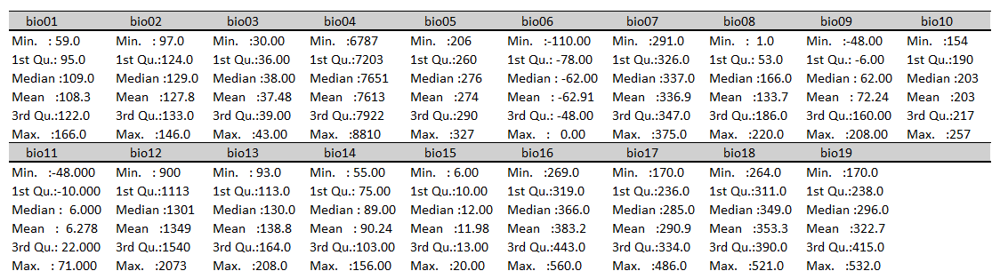 bio01 bio02 bio03 bio04 bio05 bio06 bio07 bio08 bio09 bio10
Min. : 59.0 Min. : 97.0 Min. :30.00 Min. :6787 Min. :206 Min. :-110.00 Min. :291.0 Min. : 1.0 Min. :-48.00 Min. :154
1st Qu.: 95.0 1st Qu.:124.0 1st Qu.:36.00 1st Qu.:7203 1st Qu.:260 1st Qu.: -78.00 1st Qu.:326.0 1st Qu.: 53.0 1st Qu.: -6.00 1st Qu.:190
Median :109.0 Median :129.0 Median :38.00 Median :7651 Median :276 Median : -62.00 Median :337.0 Median :166.0 Median : 62.00 Median :203
Mean :108.3 Mean :127.8 Mean :37.48 Mean :7613 Mean :274 Mean : -62.91 Mean :336.9 Mean :133.7 Mean : 72.24 Mean :203
3rd Qu.:122.0 3rd Qu.:133.0 3rd Qu.:39.00 3rd Qu.:7922 3rd Qu.:290 3rd Qu.: -48.00 3rd Qu.:347.0 3rd Qu.:186.0 3rd Qu.:160.00 3rd Qu.:217
Max. :166.0 Max. :146.0 Max. :43.00 Max. :8810 Max. :327 Max. : 0.00 Max. :375.0 Max. :220.0 Max. :208.00 Max. :257
bio11 bio12 bio13 bio14 bio15 bio16 bio17 bio18 bio19
Min. :-48.000 Min. : 900 Min. : 93.0 Min. : 55.00 Min. : 6.00 Min. :269.0 Min. :170.0 Min. :264.0 Min. :170.0
1st Qu.:-10.000 1st Qu.:1113 1st Qu.:113.0 1st Qu.: 75.00 1st Qu.:10.00 1st Qu.:319.0 1st Qu.:236.0 1st Qu.:311.0 1st Qu.:238.0
Median : 6.000 Median :1301 Median :130.0 Median : 89.00 Median :12.00 Median :366.0 Median :285.0 Median :349.0 Median :296.0
Mean : 6.278 Mean :1349 Mean :138.8 Mean : 90.24 Mean :11.98 Mean :383.2 Mean :290.9 Mean :353.3 Mean :322.7
3rd Qu.: 22.000 3rd Qu.:1540 3rd Qu.:164.0 3rd Qu.:103.00 3rd Qu.:13.00 3rd Qu.:443.0 3rd Qu.:334.0 3rd Qu.:390.0 3rd Qu.:415.0
Max. : 71.000 Max. :2073 Max. :208.0 Max. :156.00 Max. :20.00 Max. :560.0 Max. :486.0 Max. :521.0 Max. :532.0